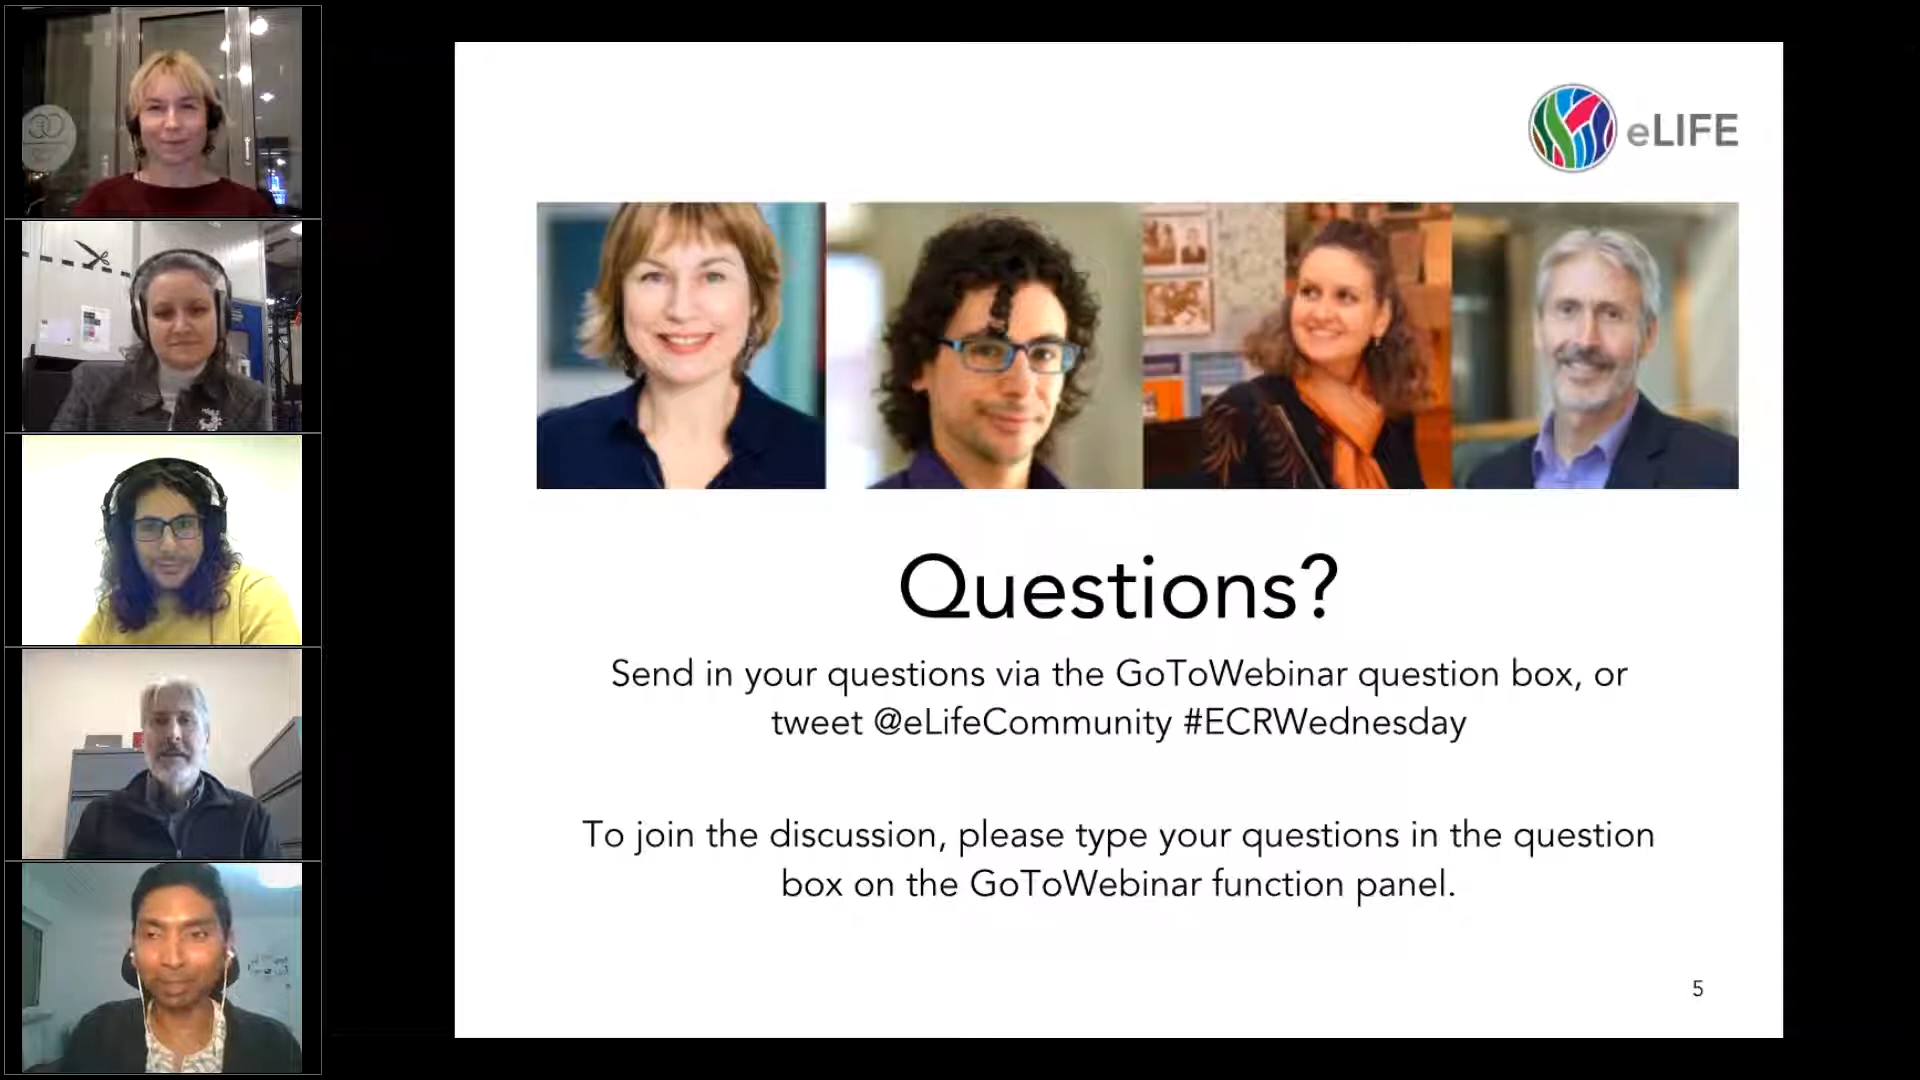 eLIFE
Questions?
Send in your questions via the GoToWebinar question box, or
tweet @eLifeCommunity #ECRWednesday
To join the discussion, please type your questions in the question
box on the GoToWebinar function panel.
5